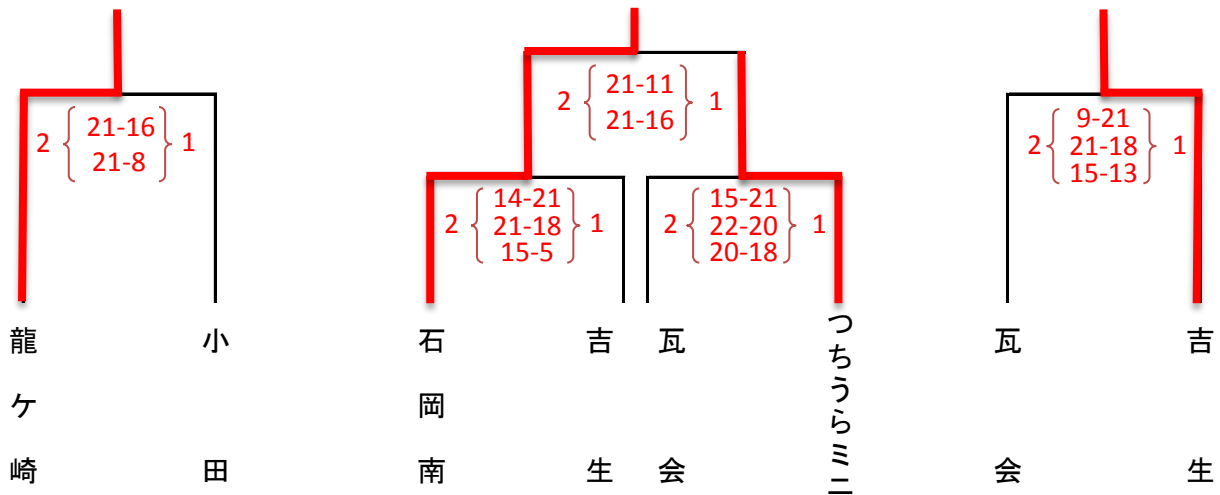 2 21-16 1
21-8
龍ケ崎
小田
2 21-11 1
21-16
2 14-21 1
21-18
15-5
2 15-21 1
22-20
20-18
石岡南
吉生
瓦会
つちうらミニ
2 9-21 1
21-18
15-13
瓦会
吉生